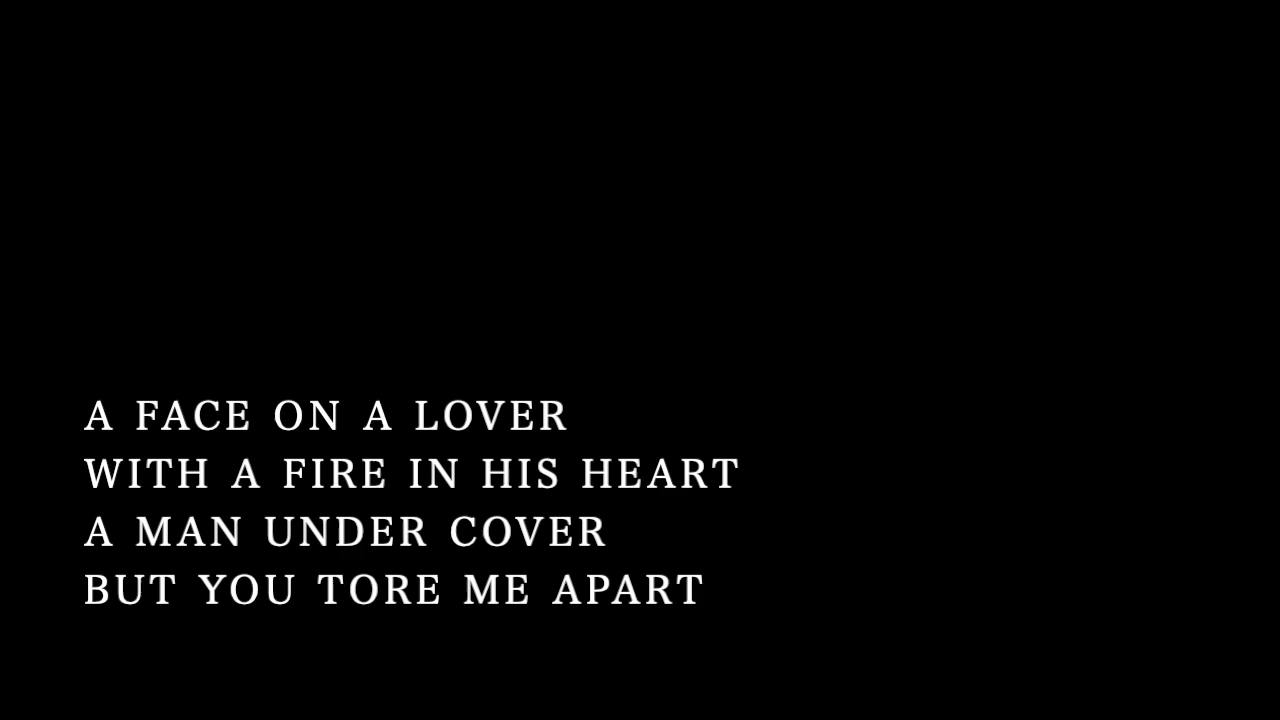 A FACE ON A LOVER
WITH A FIRE IN HIS HEART
A MAN UNDER COVER
BUT YOU TORE ME APART